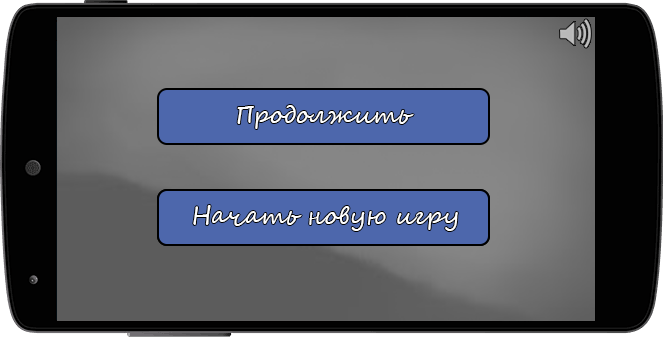 Продолжить
Начать новую игру